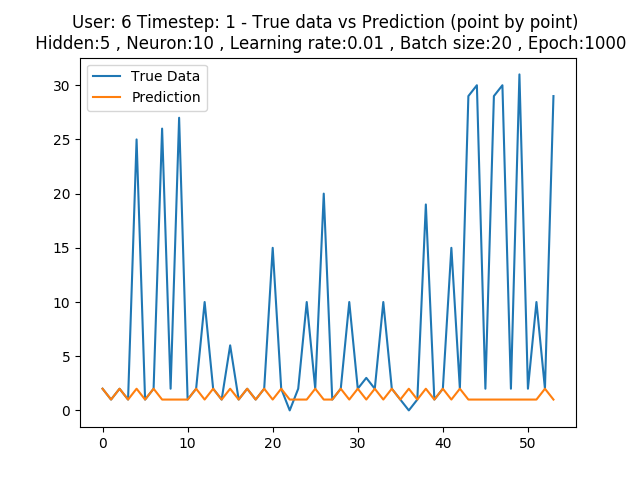 User: 6 Timestep: 1 - True data vs Prediction (point by point)
Hidden:5 , Neuron:10 , Learning rate:0.01 , Batch size:20 , Epoch:1000
True Data
Prediction
30
25
20
15
10
5
0
0 10 20 30 40 50